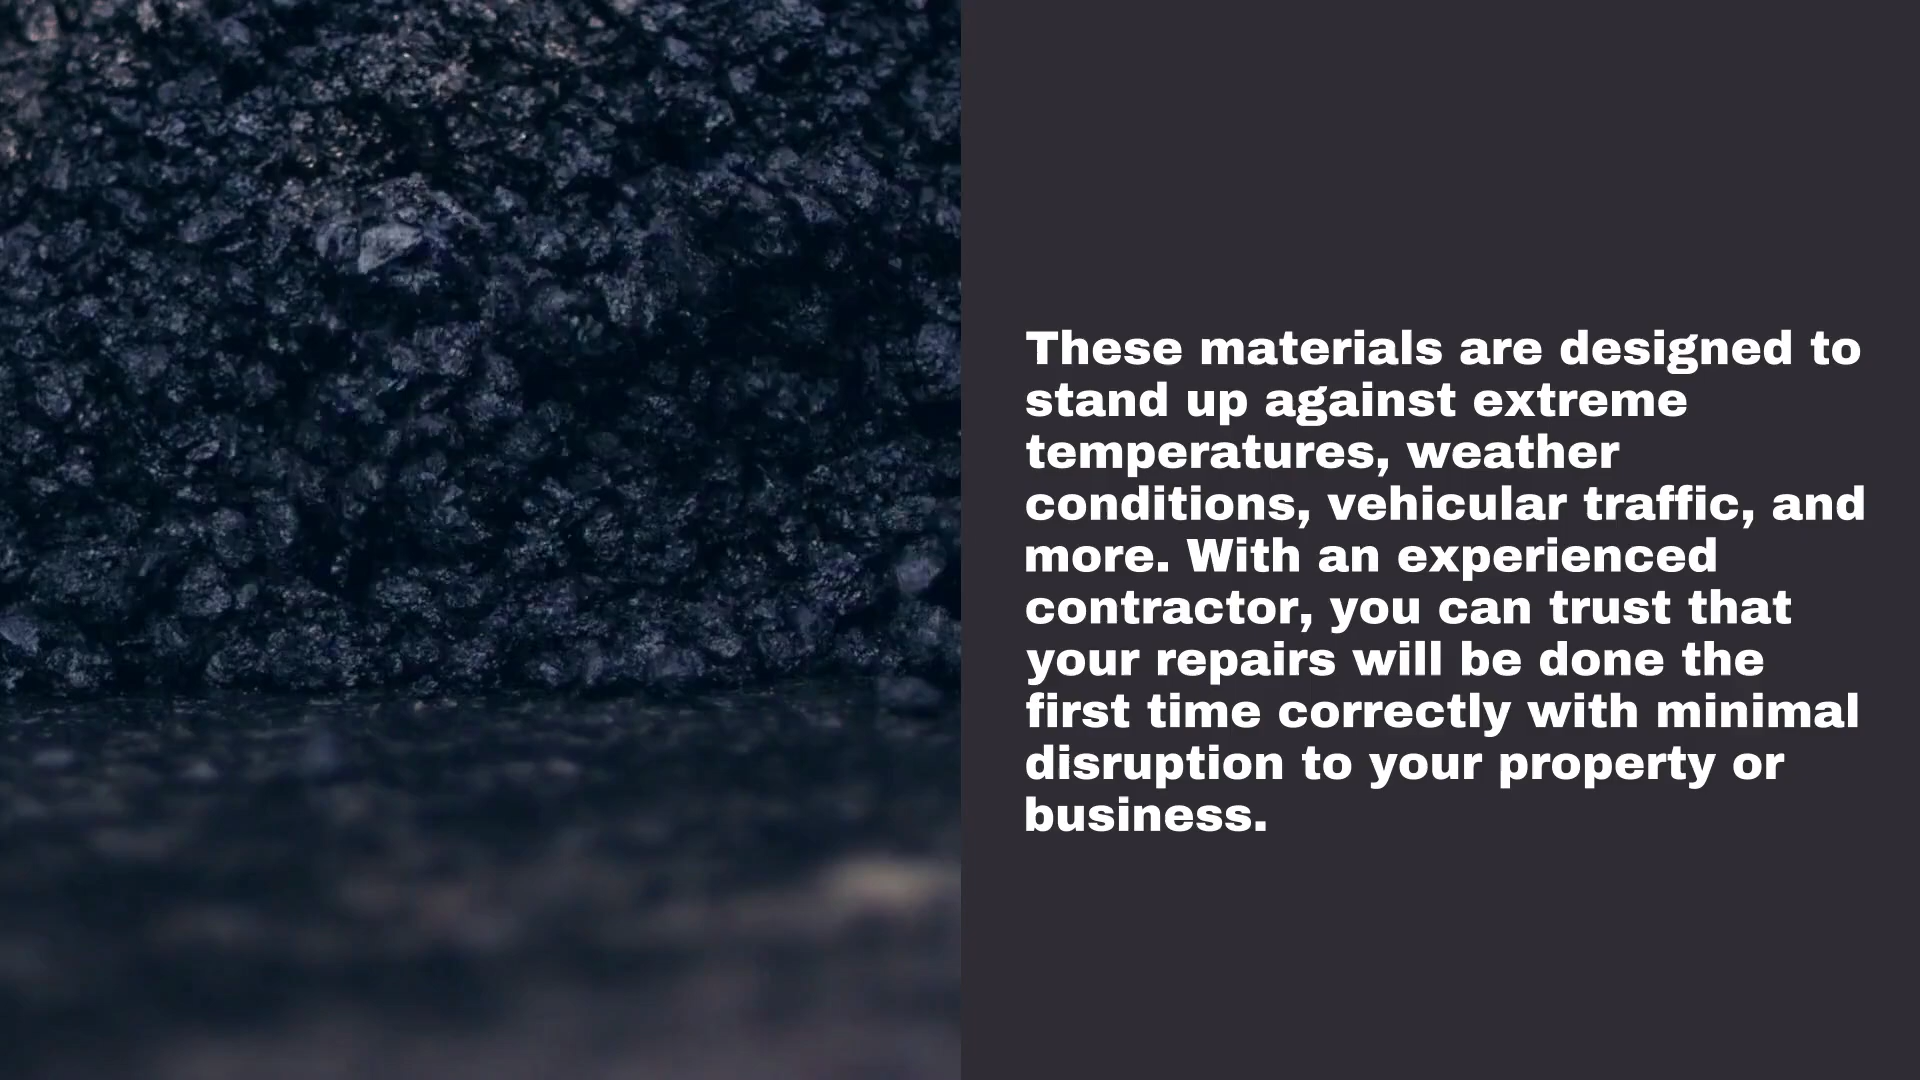 These materials are designed to
stand up against extreme
temperatures, weather
conditions, vehicular traffic, and
more. With an experienced
contractor, you can trust that
your repairs will be done the
first time correctly with minimal
disruption to your property or
business.